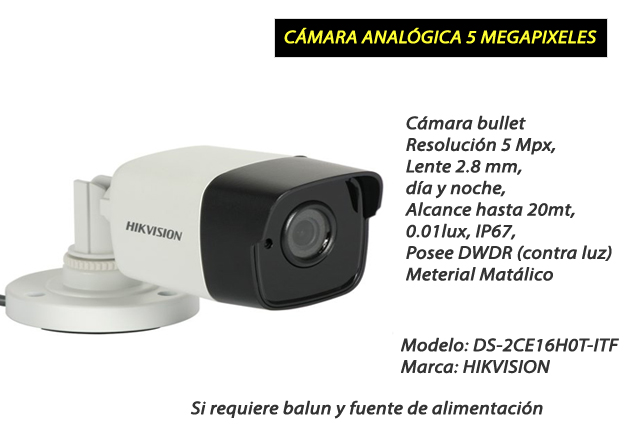 CÁMARA ANALÓGICA 5 MEGAPIXELES
Cámara bullet
Resolución 5 Mpx,
Lente 2.8 mm,
día y noche,
Alcance hasta 20mt,
0.01lux, IP67,
Posee DWDR (contra luz)
Meterial Matálico
HIKVISION
Modelo: DS-2CE16H0T-ITF
Marca: HIKVISION
Si requiere balun y fuente de alimentación